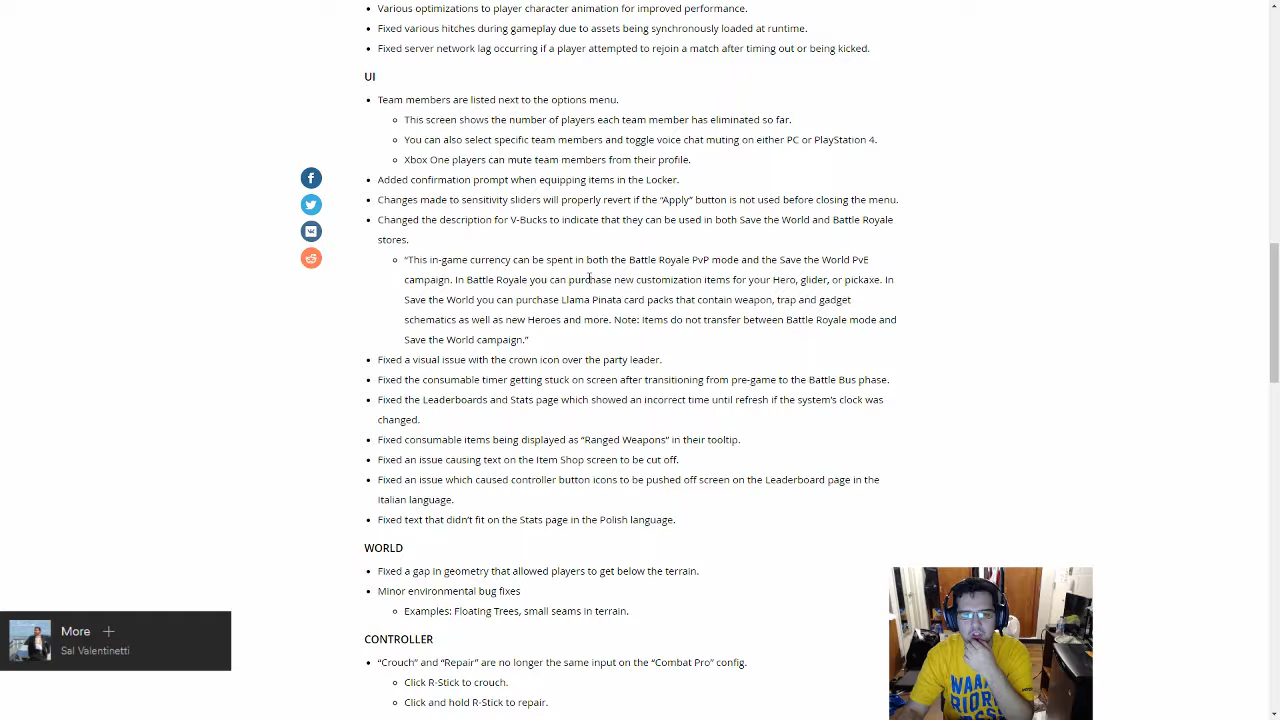 Various optimizations to player character animation for improved performance.
Fixed various hitches during gameplay due to assets being synchronously loaded at runtime.
Fixed server network lag occurring if a player attempted to rejoin a match after timing out or being kicked.
UI
Team members are listed next to the options menu.
This screen shows the number of players each team member has eliminated so far.
You can also select specific team members and toggle voice chat muting on either PC or PlayStation 4.
Xbox One players can mute team members from their profile.
Added confirmation prompt when equipping items in the Locker.
Changes made to sensitivity sliders will properly revert if the “Apply” button is not used before closing the menu.
Changed the description for V-Bucks to indicate that they can be used in both Save the World and Battle Royale
stores.
“This in-game currency can be spent in both the Battle Royale PvP mode and the Save the World PvE
campaign. In Battle Royale you can purchase new customization items for your Hero, glider, or pickaxe. In
Save the World you can purchase Llama Pinata card packs that contain weapon, trap and gadget
schematics as well as new Heroes and more. Note: Items do not transfer between Battle Royale mode and
Save the World campaign.”
Fixed a visual issue with the crown icon over the party leader.
Fixed the consumable timer getting stuck on screen after transitioning from pre-game to the Battle Bus phase.
Fixed the Leaderboards and Stats page which showed an incorrect time until refresh if the system’s clock was
changed.
Fixed consumable items being displayed as “Ranged Weapons” in their tooltip.
Fixed an issue causing text on the Item Shop screen to be cut off.
Fixed an issue which caused controller button icons to be pushed off screen on the Leaderboard page in the
Italian language.
Fixed text that didn’t fit on the Stats page in the Polish language.
WORLD
Fixed a gap in geometry that allowed players to get below the terrain.
Minor environmental bug fixes
Examples: Floating Trees, small seams in terrain.
CONTROLLER
“Crouch” and “Repair” are no longer the same input on the “Combat Pro” config.
Click R-Stick to crouch.
Click and hold R-Stick to repair.
More
Sal Valentinetti